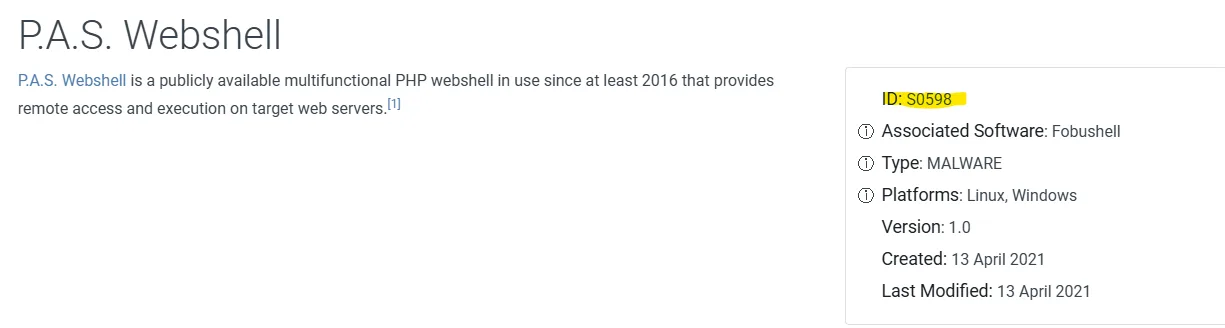 P.A.S. Webshell
P.A.S. Webshell is a publicly available multifunctional PHP webshell in use since at least 2016 that provides
remote access and execution on target web servers.[1]
ID: S0598
Associated Software: Fobushell
Type: MALWARE
Platforms: Linux, Windows
Version: 1.0
Created: 13 April 2021
Last Modified: 13 April 2021